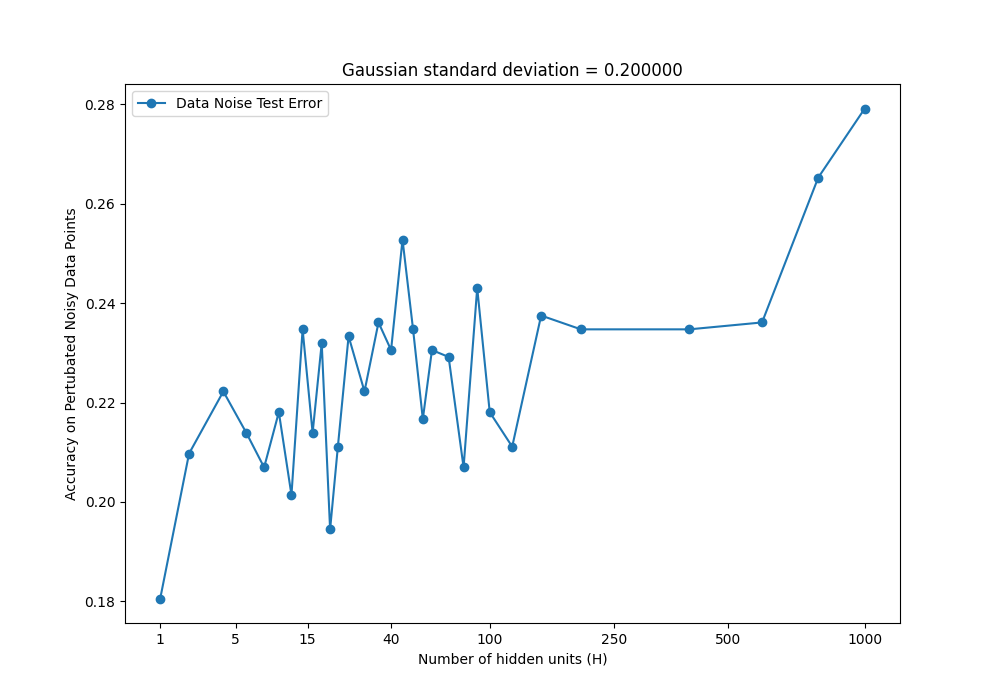 Gaussian standard deviation = 0.200000
Data Noise Test Error
Accuracy on Pertubated Noisy Data Points
0.28
0.26
0.24
0.22
0.20
0.18
1 5 15 40 100 250 500 1000
Number of hidden units (H)